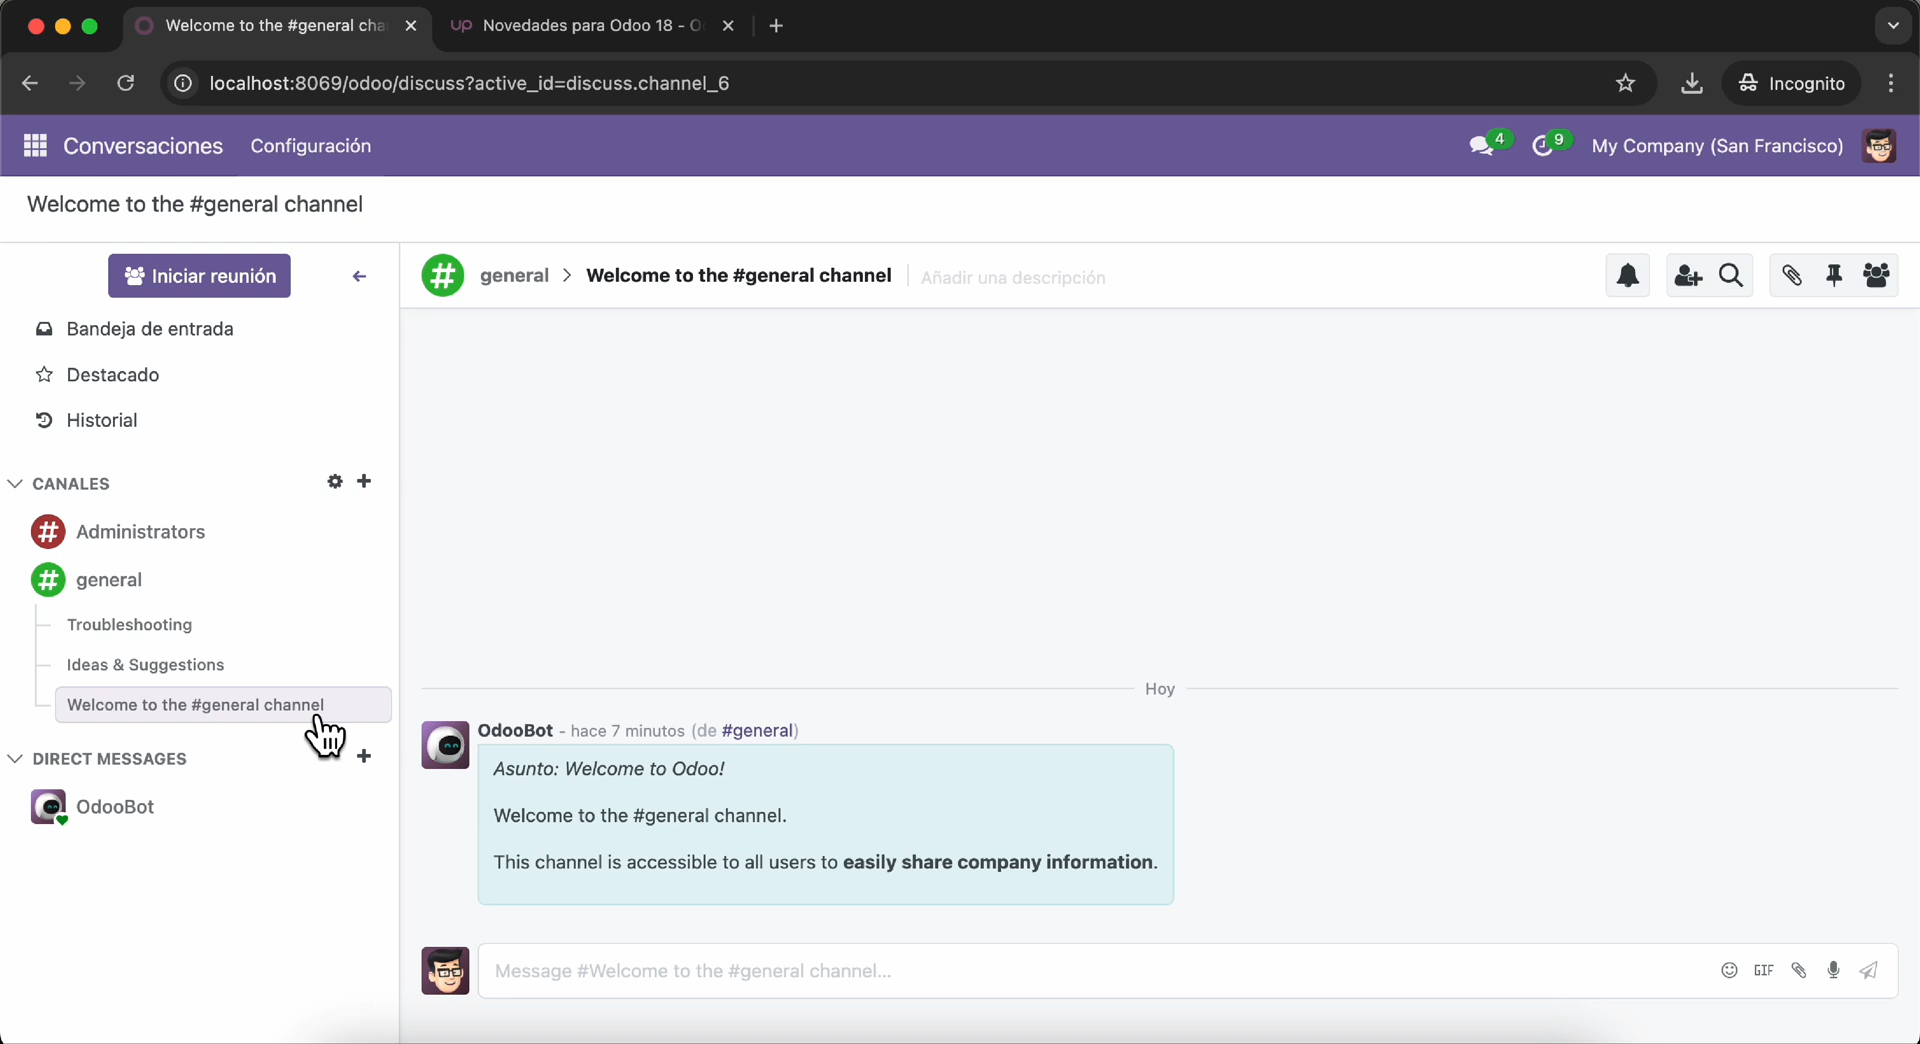 Welcome to the #general cha
Novedades para Odoo 18 - O
localhost:8069/odoo/discuss?active_id=discuss.channel_6
Incognito
Conversaciones
Configuración
4
9
My Company (San Francisco)
Welcome to the #general channel
Iniciar reunión
general > Welcome to the #general channel
Añadir una descripción
Bandeja de entrada
Destacado
Historial
CANALES
Administrators
general
Troubleshooting
Ideas & Suggestions
Welcome to the #general channel
DIRECT MESSAGES
OdooBot
Hoy
OdooBot - hace 7 minutos (de #general)
Asunto: Welcome to Odoo!
Welcome to the #general channel.
This channel is accessible to all users to easily share company information.
Message #Welcome to the #general channel...
GIF